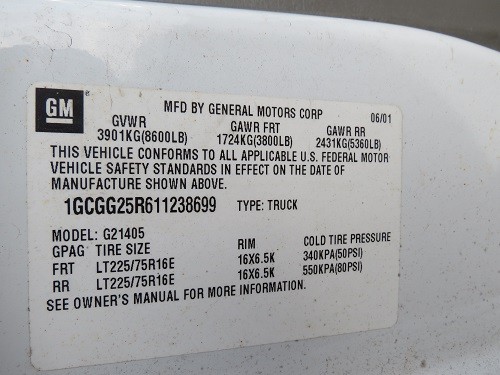 GM
MFD BY GENERAL MOTORS CORP 06/01
GVWR GAWR FRT GAWR RR
3901KG(8600LB) 1724KG(3800LB) 2431KG(5360LB)
THIS VEHICLE CONFORMS TO ALL APPLICABLE U.S. FEDERAL MOTOR
VEHICLE SAFETY STANDARDS IN EFFECT ON THE DATE OF
MANUFACTURE SHOWN ABOVE.
1GCGG25R611238699 TYPE: TRUCK
MODEL: G21405
GPAG TIRE SIZE RIM COLD TIRE PRESSURE
FRT LT225/75R16E 16X6.5K 340KPA(50PSI)
RR LT225/75R16E 16X6.5K 550KPA(80PSI)
SEE OWNER'S MANUAL FOR MORE INFORMATION.